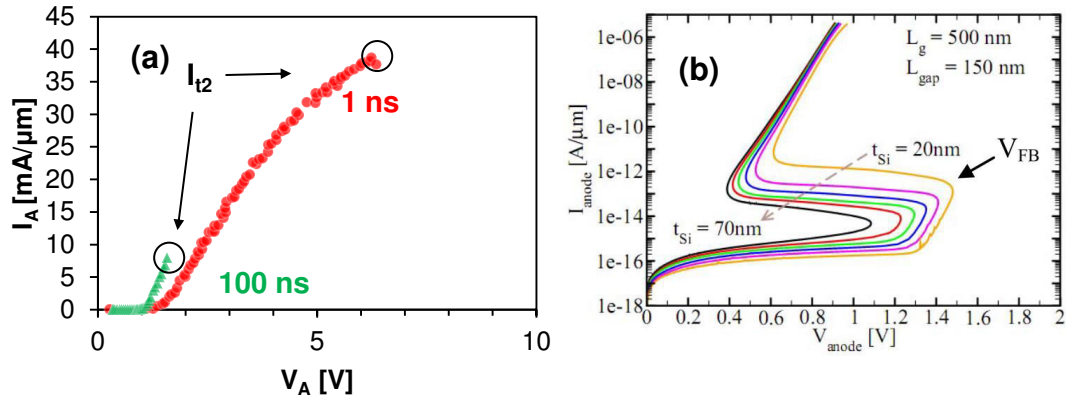 (a)
I_t2
1 ns
100 ns
I_A [mA/μm]
45
40
35
30
25
20
15
10
5
0
0
5
10
V_A [V]
(b)
L_g = 500 nm
L_gap = 150 nm
t_Si = 20nm
V_FB
t_Si = 70nm
I_anode [A/μm]
1e-06
1e-08
1e-10
1e-12
1e-14
1e-16
1e-18
0
0.2
0.4
0.6
0.8
1
1.2
1.4
1.6
1.8
2
V_anode [V]